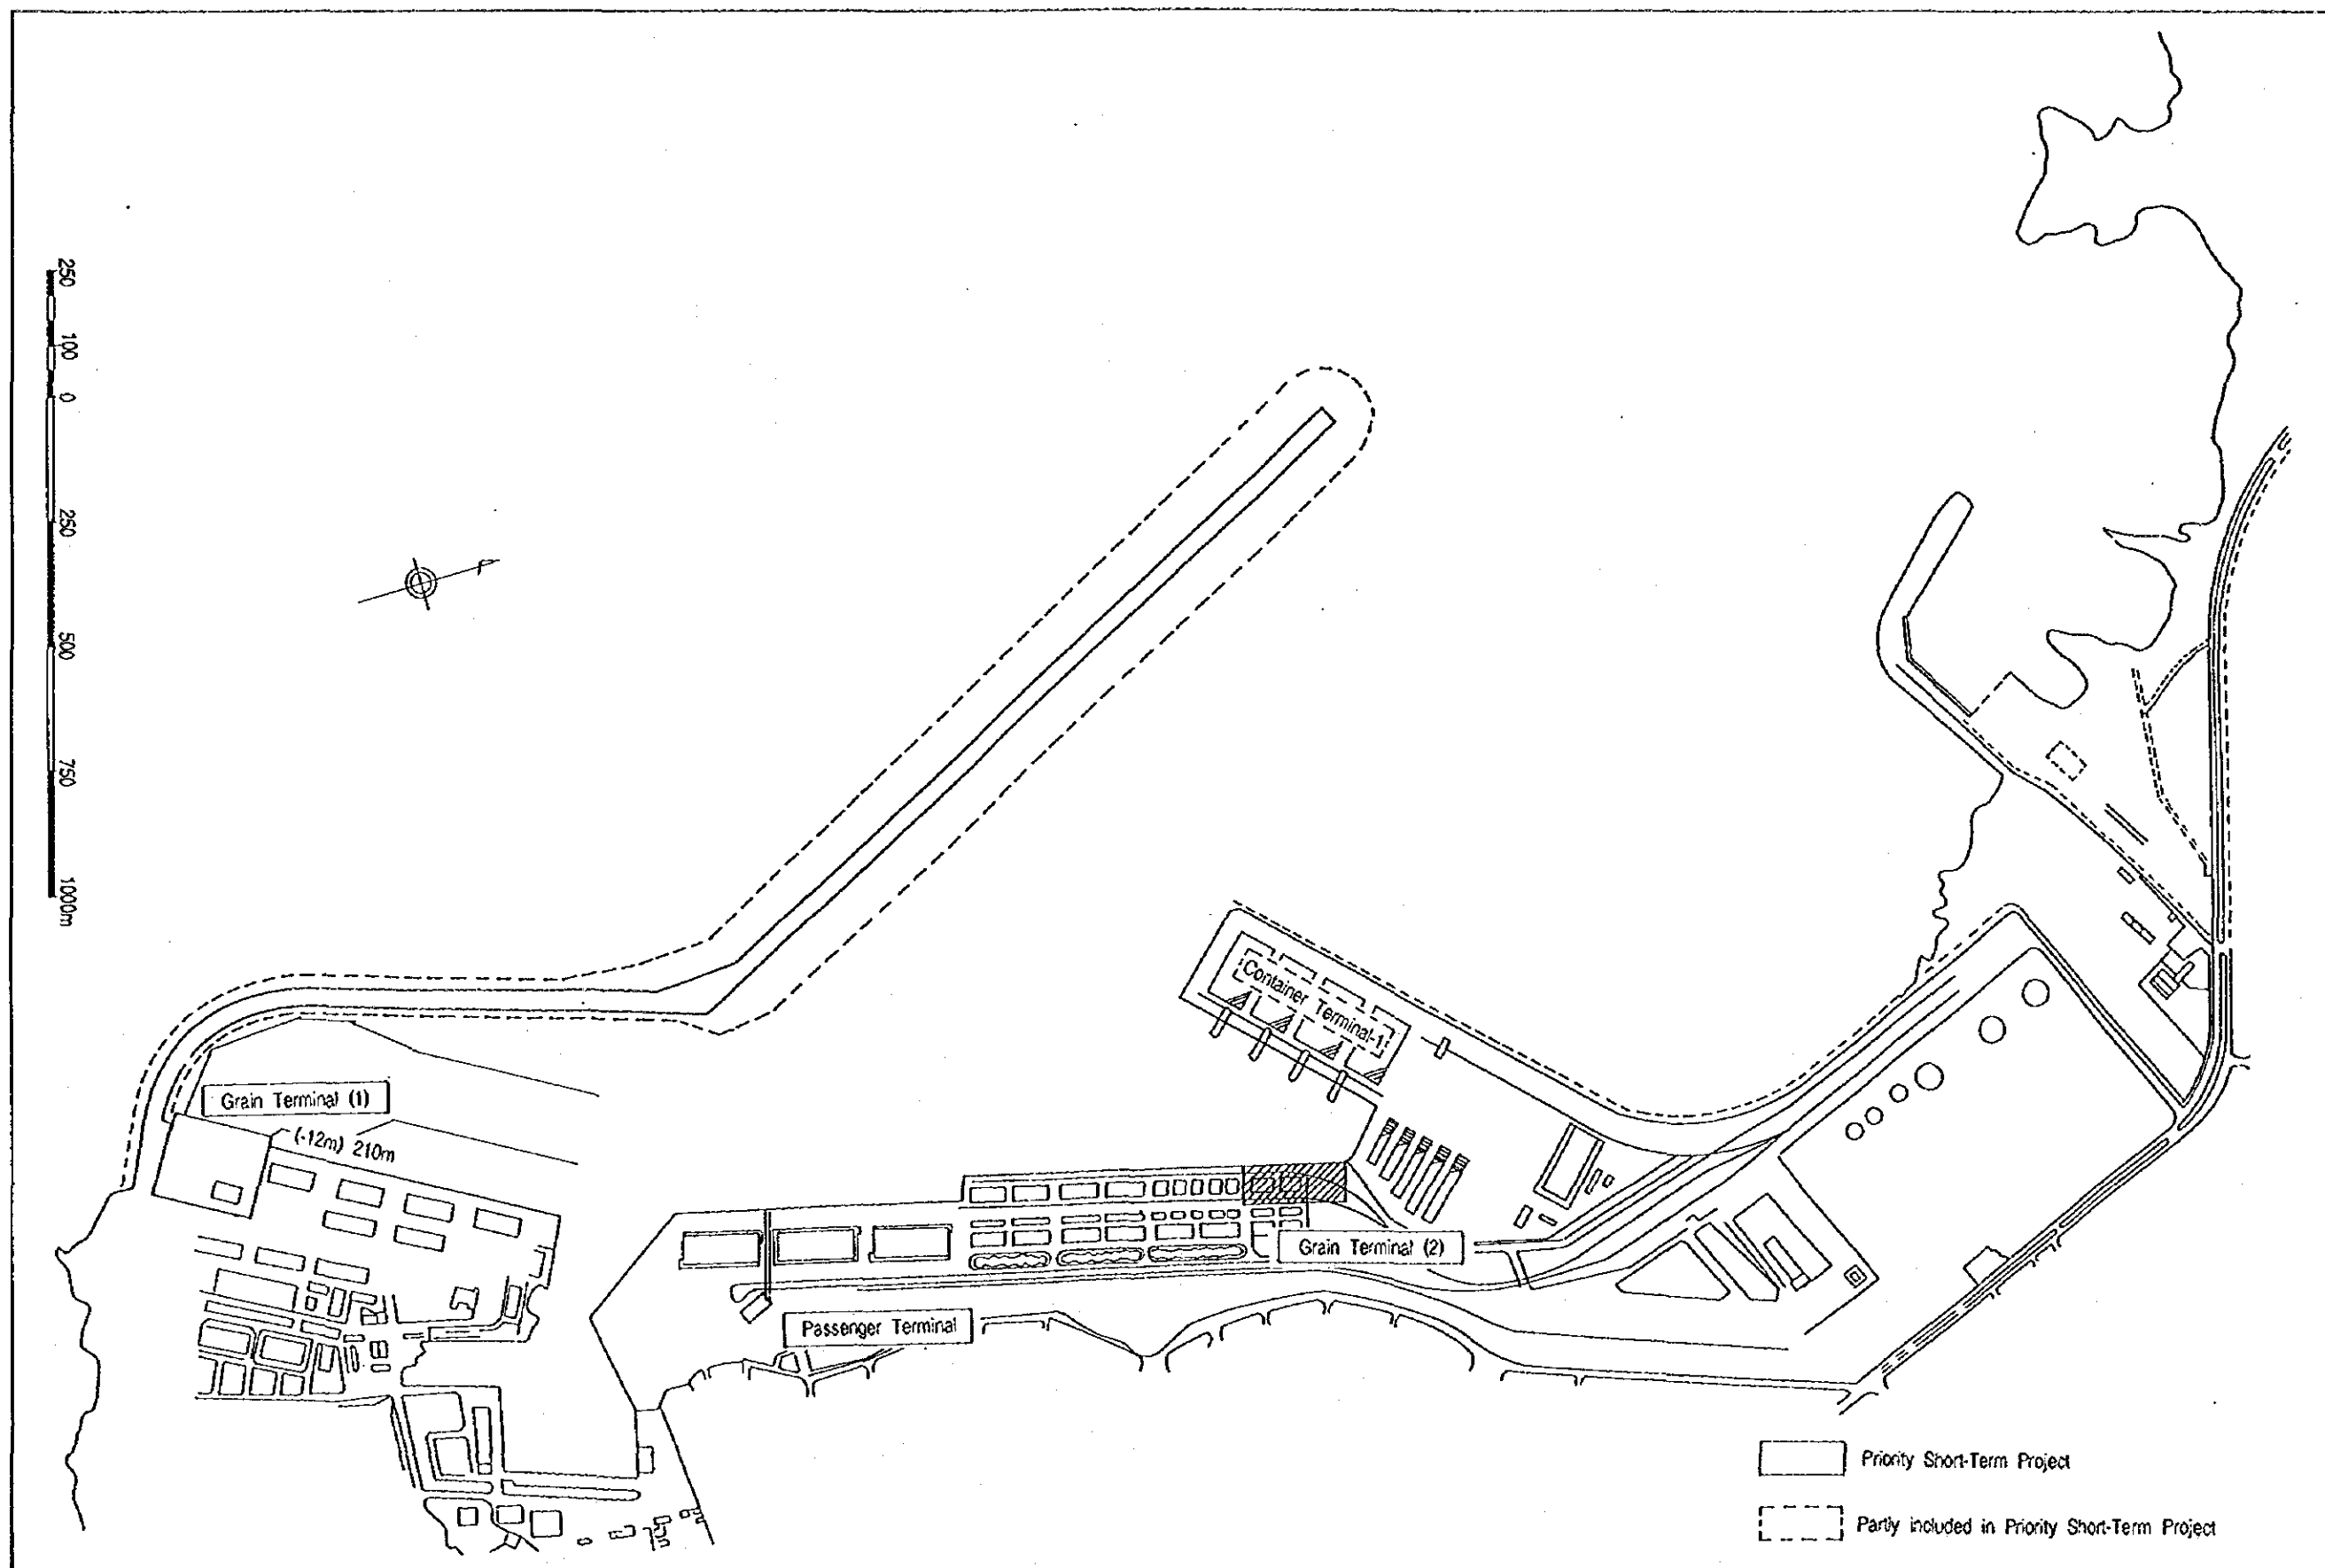 250
100
0
250
500
750
1000m
Container Terminal-1
Grain Terminal (1)
(-12m) 210m
Grain Terminal (2)
Passenger Terminal
Priority Short-Term Project
Partly included in Priority Short-Term Project